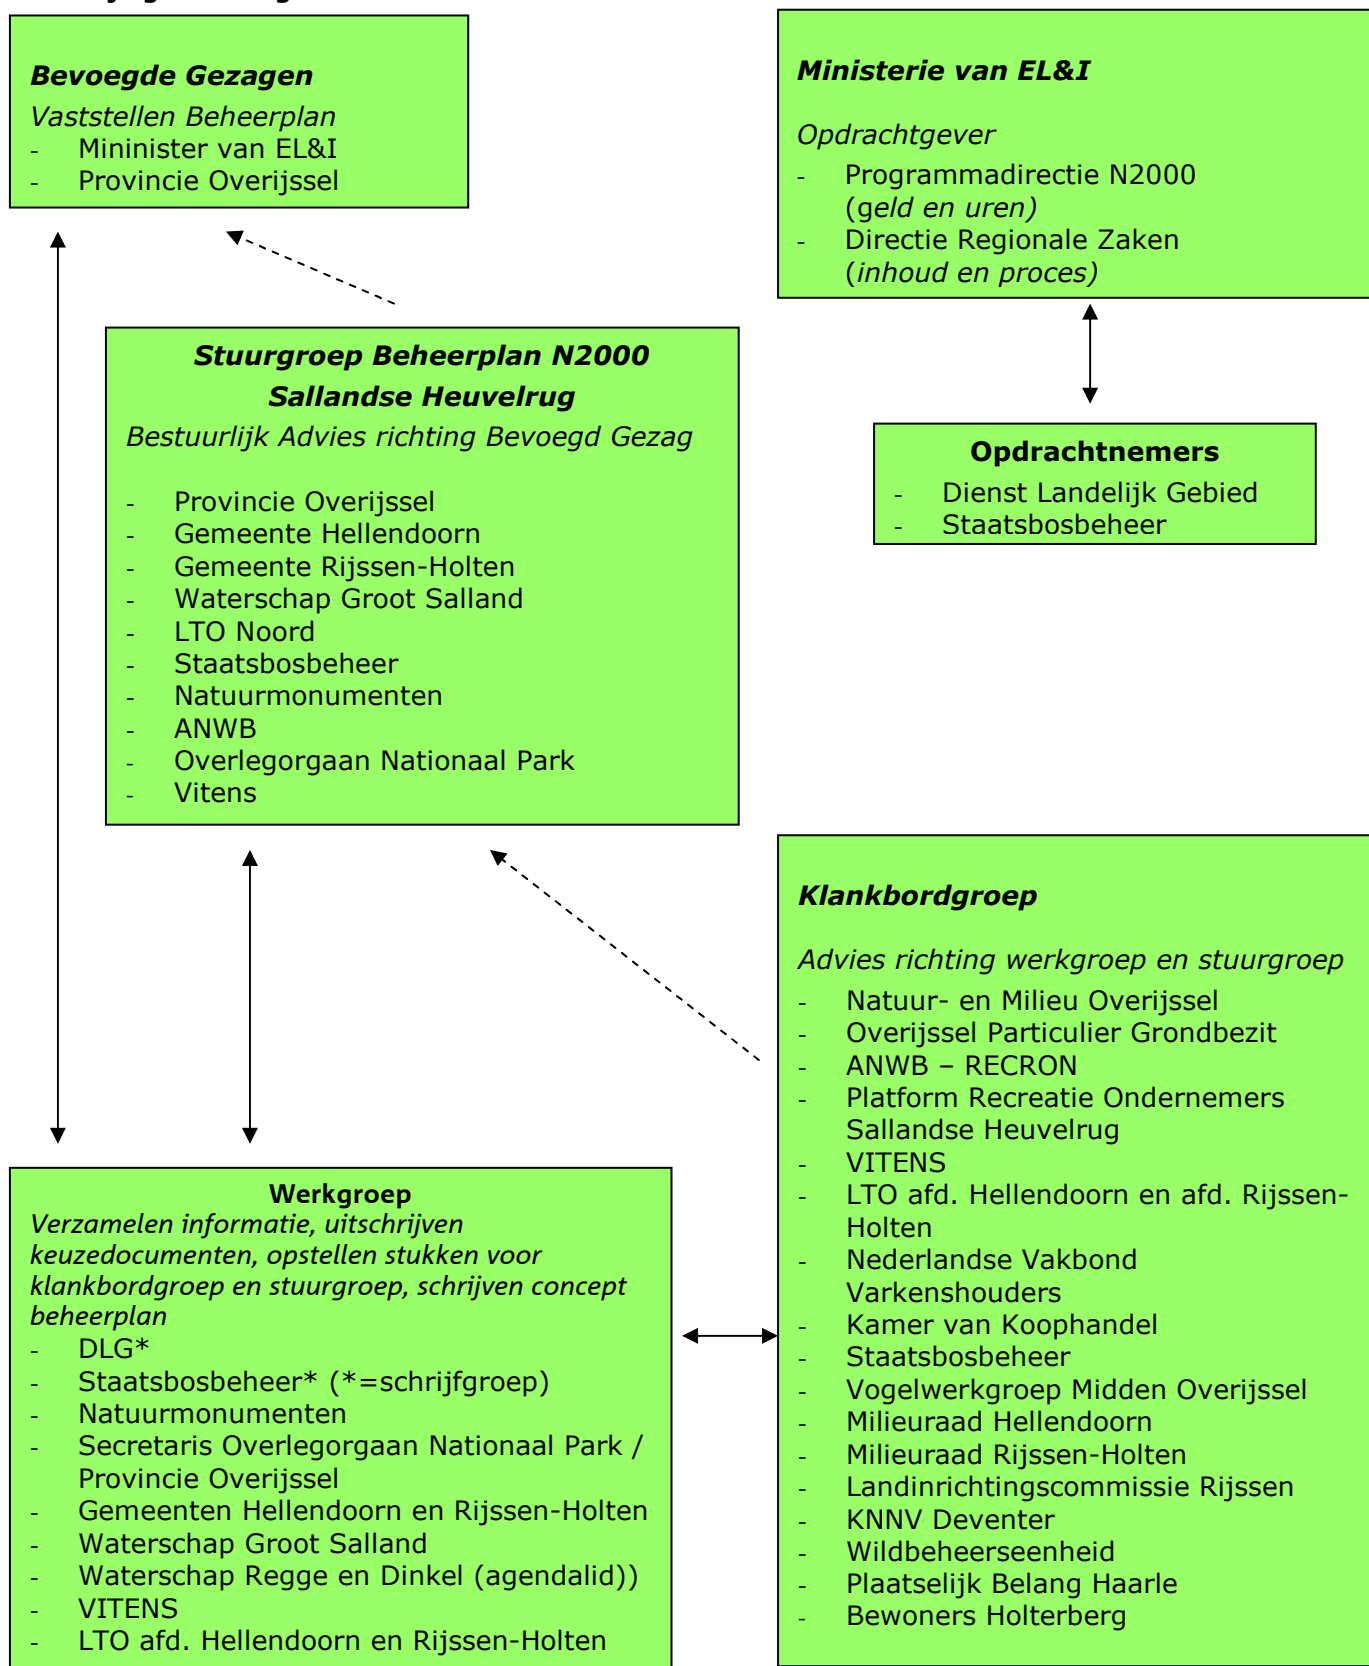 Bevoegde Gezagen
Vaststellen Beheerplan
- Mininister van EL&I
- Provincie Overijssel
Ministerie van EL&I
Opdrachtgever
- Programmadirectie N2000
(geld en uren)
- Directie Regionale Zaken
(inhoud en proces)
Stuurgroep Beheerplan N2000
Sallandse Heuvelrug
Bestuurlijk Advies richting Bevoegd Gezag
- Provincie Overijssel
- Gemeente Hellendoorn
- Gemeente Rijssen-Holten
- Waterschap Groot Salland
- LTO Noord
- Staatsbosbeheer
- Natuurmonumenten
- ANWB
- Overlegorgaan Nationaal Park
- Vitens
Opdrachtnemers
- Dienst Landelijk Gebied
- Staatsbosbeheer
Klankbordgroep
Advies richting werkgroep en stuurgroep
- Natuur- en Milieu Overijssel
- Overijssel Particulier Grondbezit
- ANWB – RECRON
- Platform Recreatie Ondernemers
Sallandse Heuvelrug
- VITENS
- LTO afd. Hellendoorn en afd. Rijssen-
Holten
- Nederlandse Vakbond
Varkenshouders
- Kamer van Koophandel
- Staatsbosbeheer
- Vogelwerkgroep Midden Overijssel
- Milieuraad Hellendoorn
- Milieuraad Rijssen-Holten
- Landinrichtingscommissie Rijssen
- KNNV Deventer
- Wildbeheerseenheid
- Plaatselijk Belang Haarle
- Bewoners Holterberg
Werkgroep
Verzamelen informatie, uitschrijven
keuzedocumenten, opstellen stukken voor
klankbordgroep en stuurgroep, schrijven concept
beheerplan
- DLG*
- Staatsbosbeheer* (*=schrijfgroep)
- Natuurmonumenten
- Secretaris Overlegorgaan Nationaal Park /
Provincie Overijssel
- Gemeenten Hellendoorn en Rijssen-Holten
- Waterschap Groot Salland
- Waterschap Regge en Dinkel (agendalid))
- VITENS
- LTO afd. Hellendoorn en Rijssen-Holten